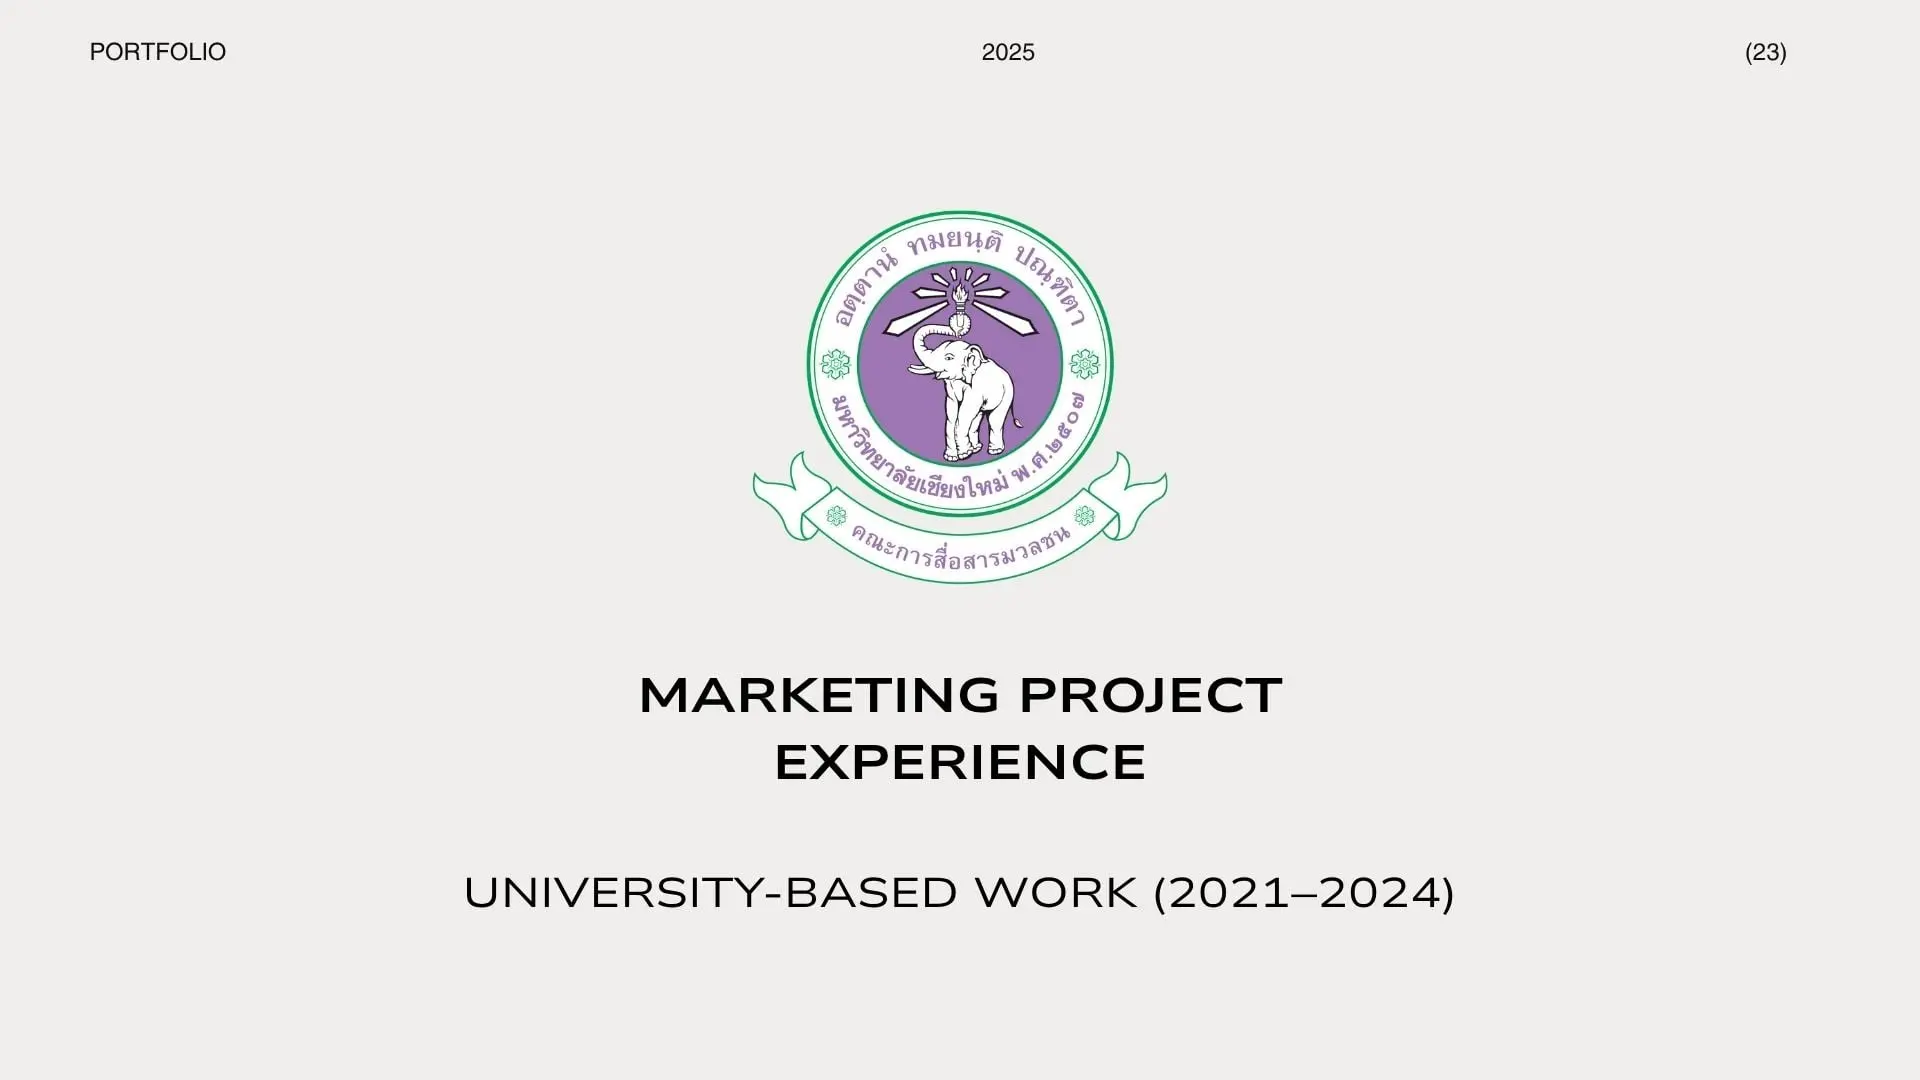 PORTFOLIO 2025 (23)
อตฺตานํ ทมยนฺติ ปณฺฑิตา
มหาวิทยาลัยเชียงใหม่ พ.ศ.๒๕๐๗
คณะการสื่อสารมวลชน
MARKETING PROJECT
EXPERIENCE
UNIVERSITY-BASED WORK (2021–2024)